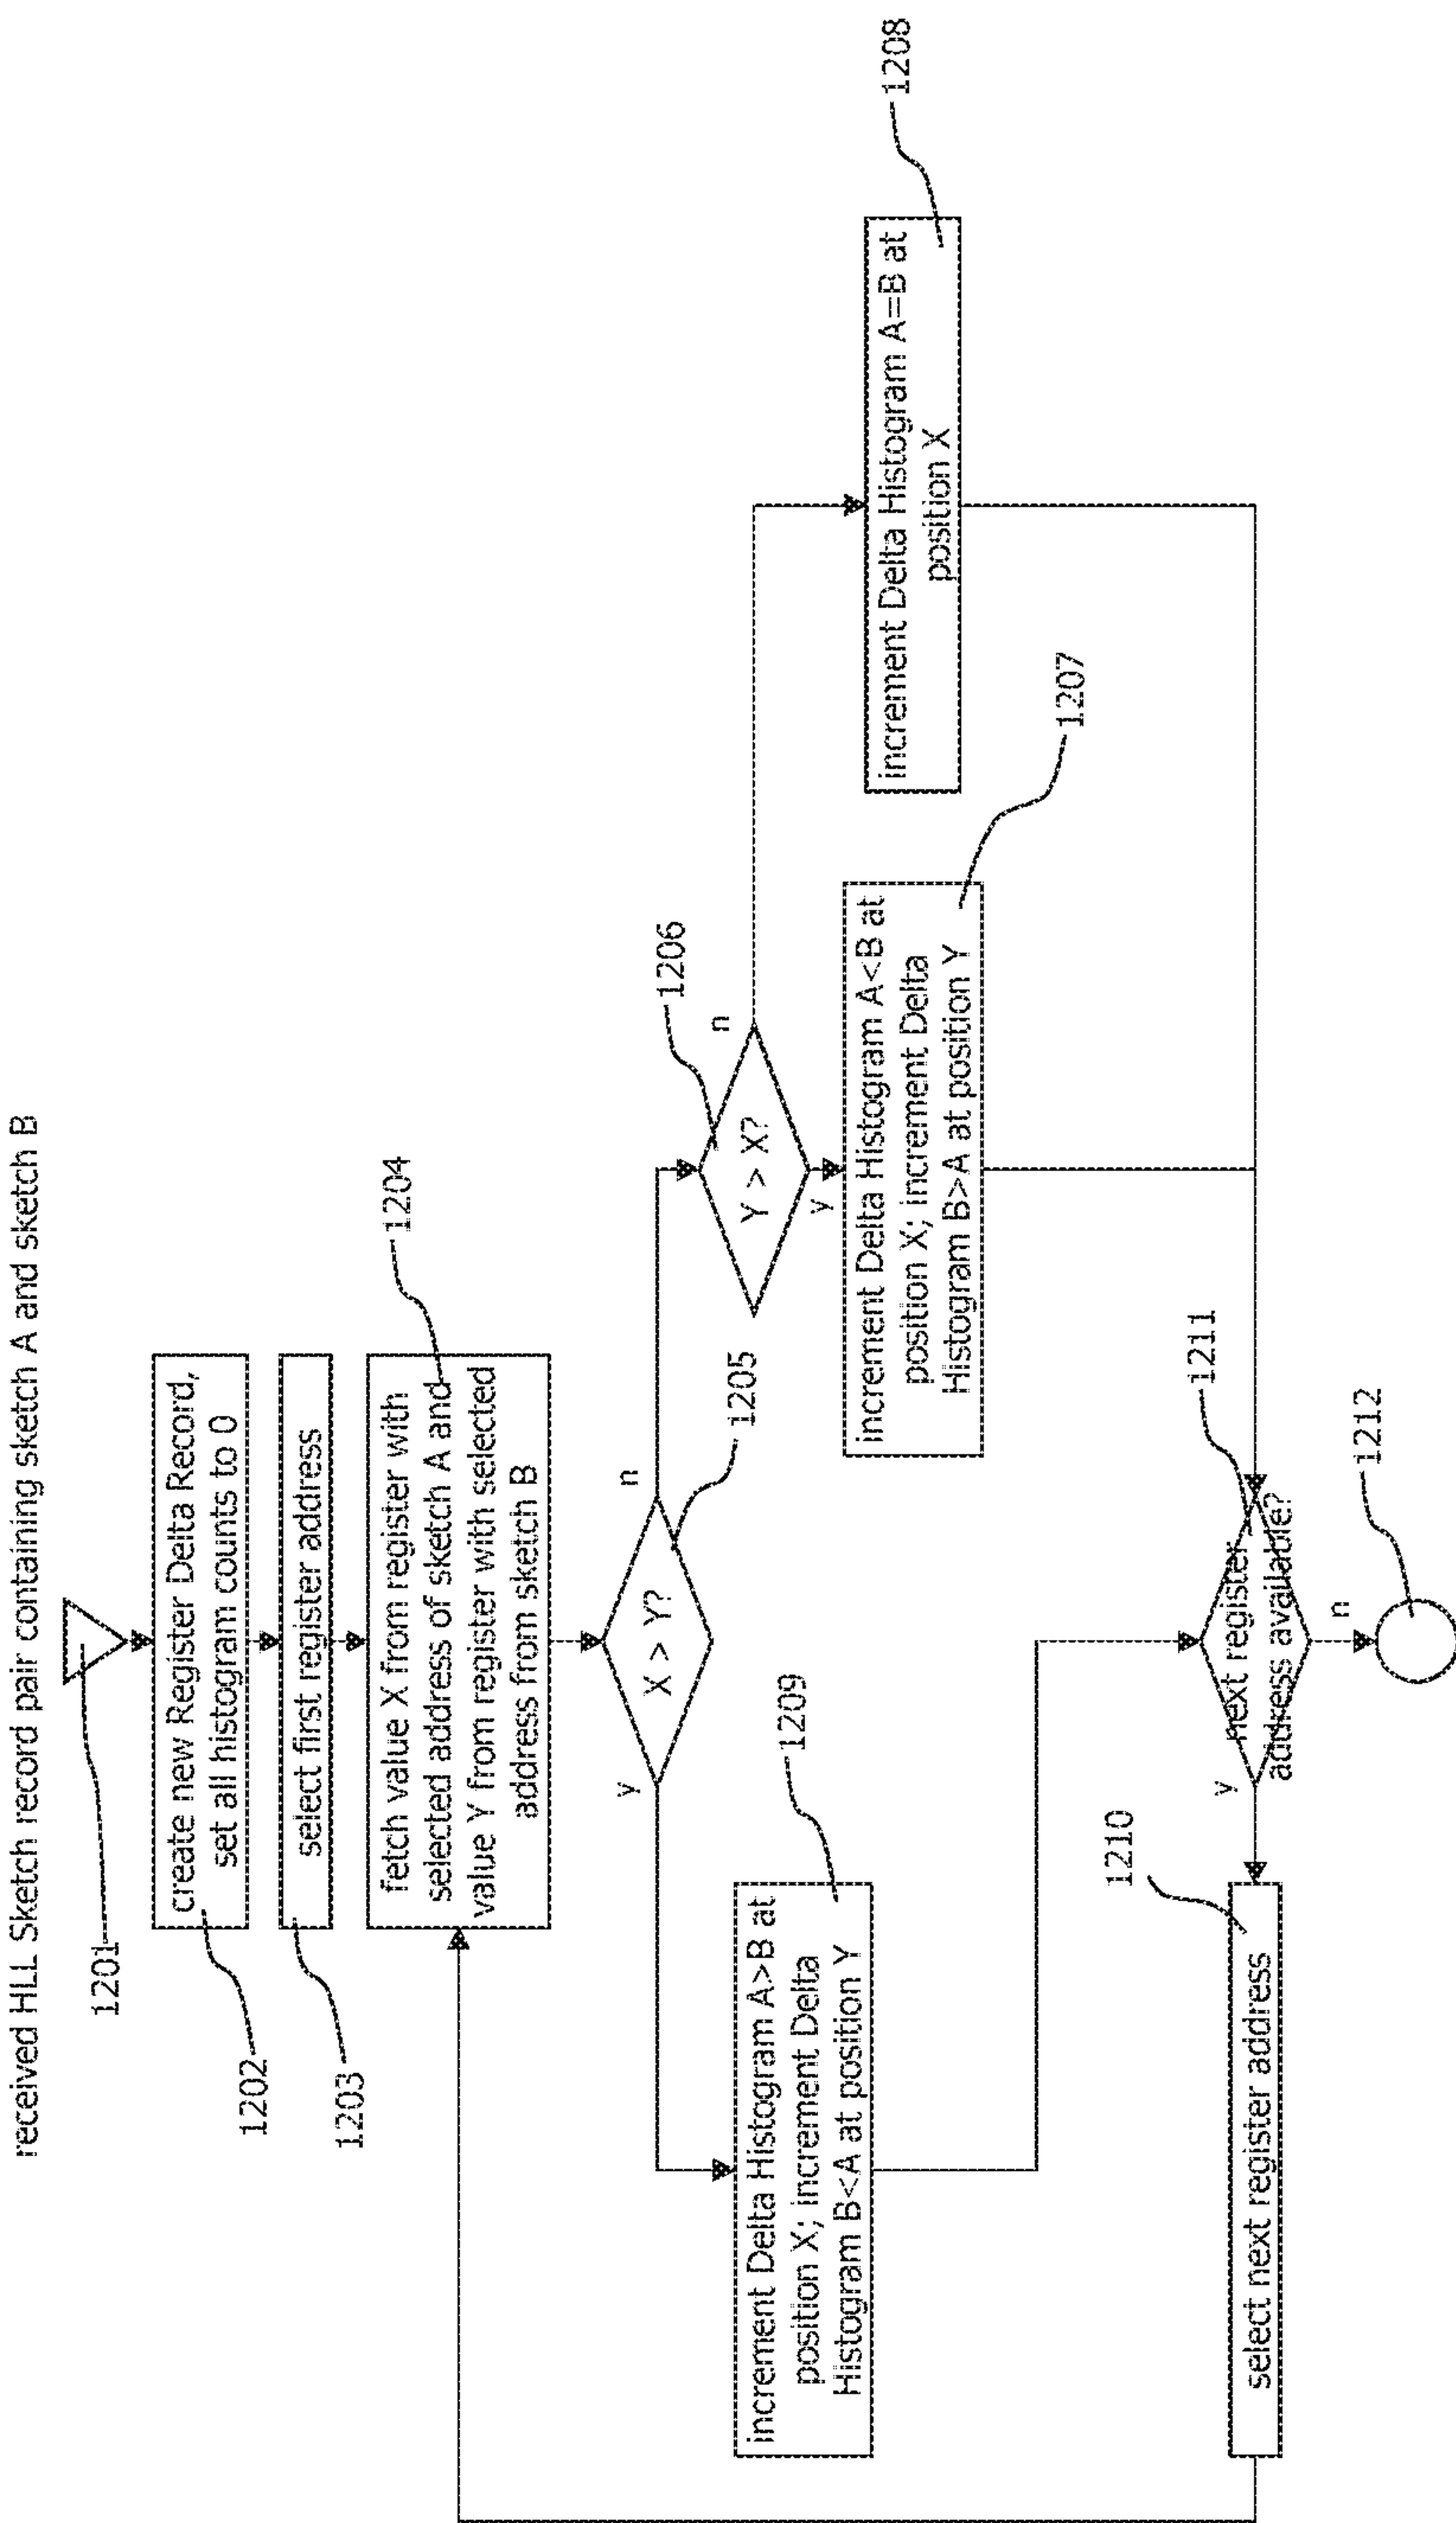 received HLL Sketch record pair containing sketch A and sketch B
1201
create new Register Delta Record,
set all histogram counts to 0
1202
select first register address
1203
fetch value X from register with
selected address of sketch A and
value Y from register with selected
address from sketch B
1204
X > Y?
y
n
1205
Y > X?
y
n
1206
increment Delta Histogram A>B at
position X; increment Delta
Histogram B<A at position Y
1209
increment Delta Histogram A<B at
position X; increment Delta
Histogram B>A at position Y
1207
increment Delta Histogram A=B at
position X
1208
select next register address
1210
next register
address available?
y
n
1211
1212